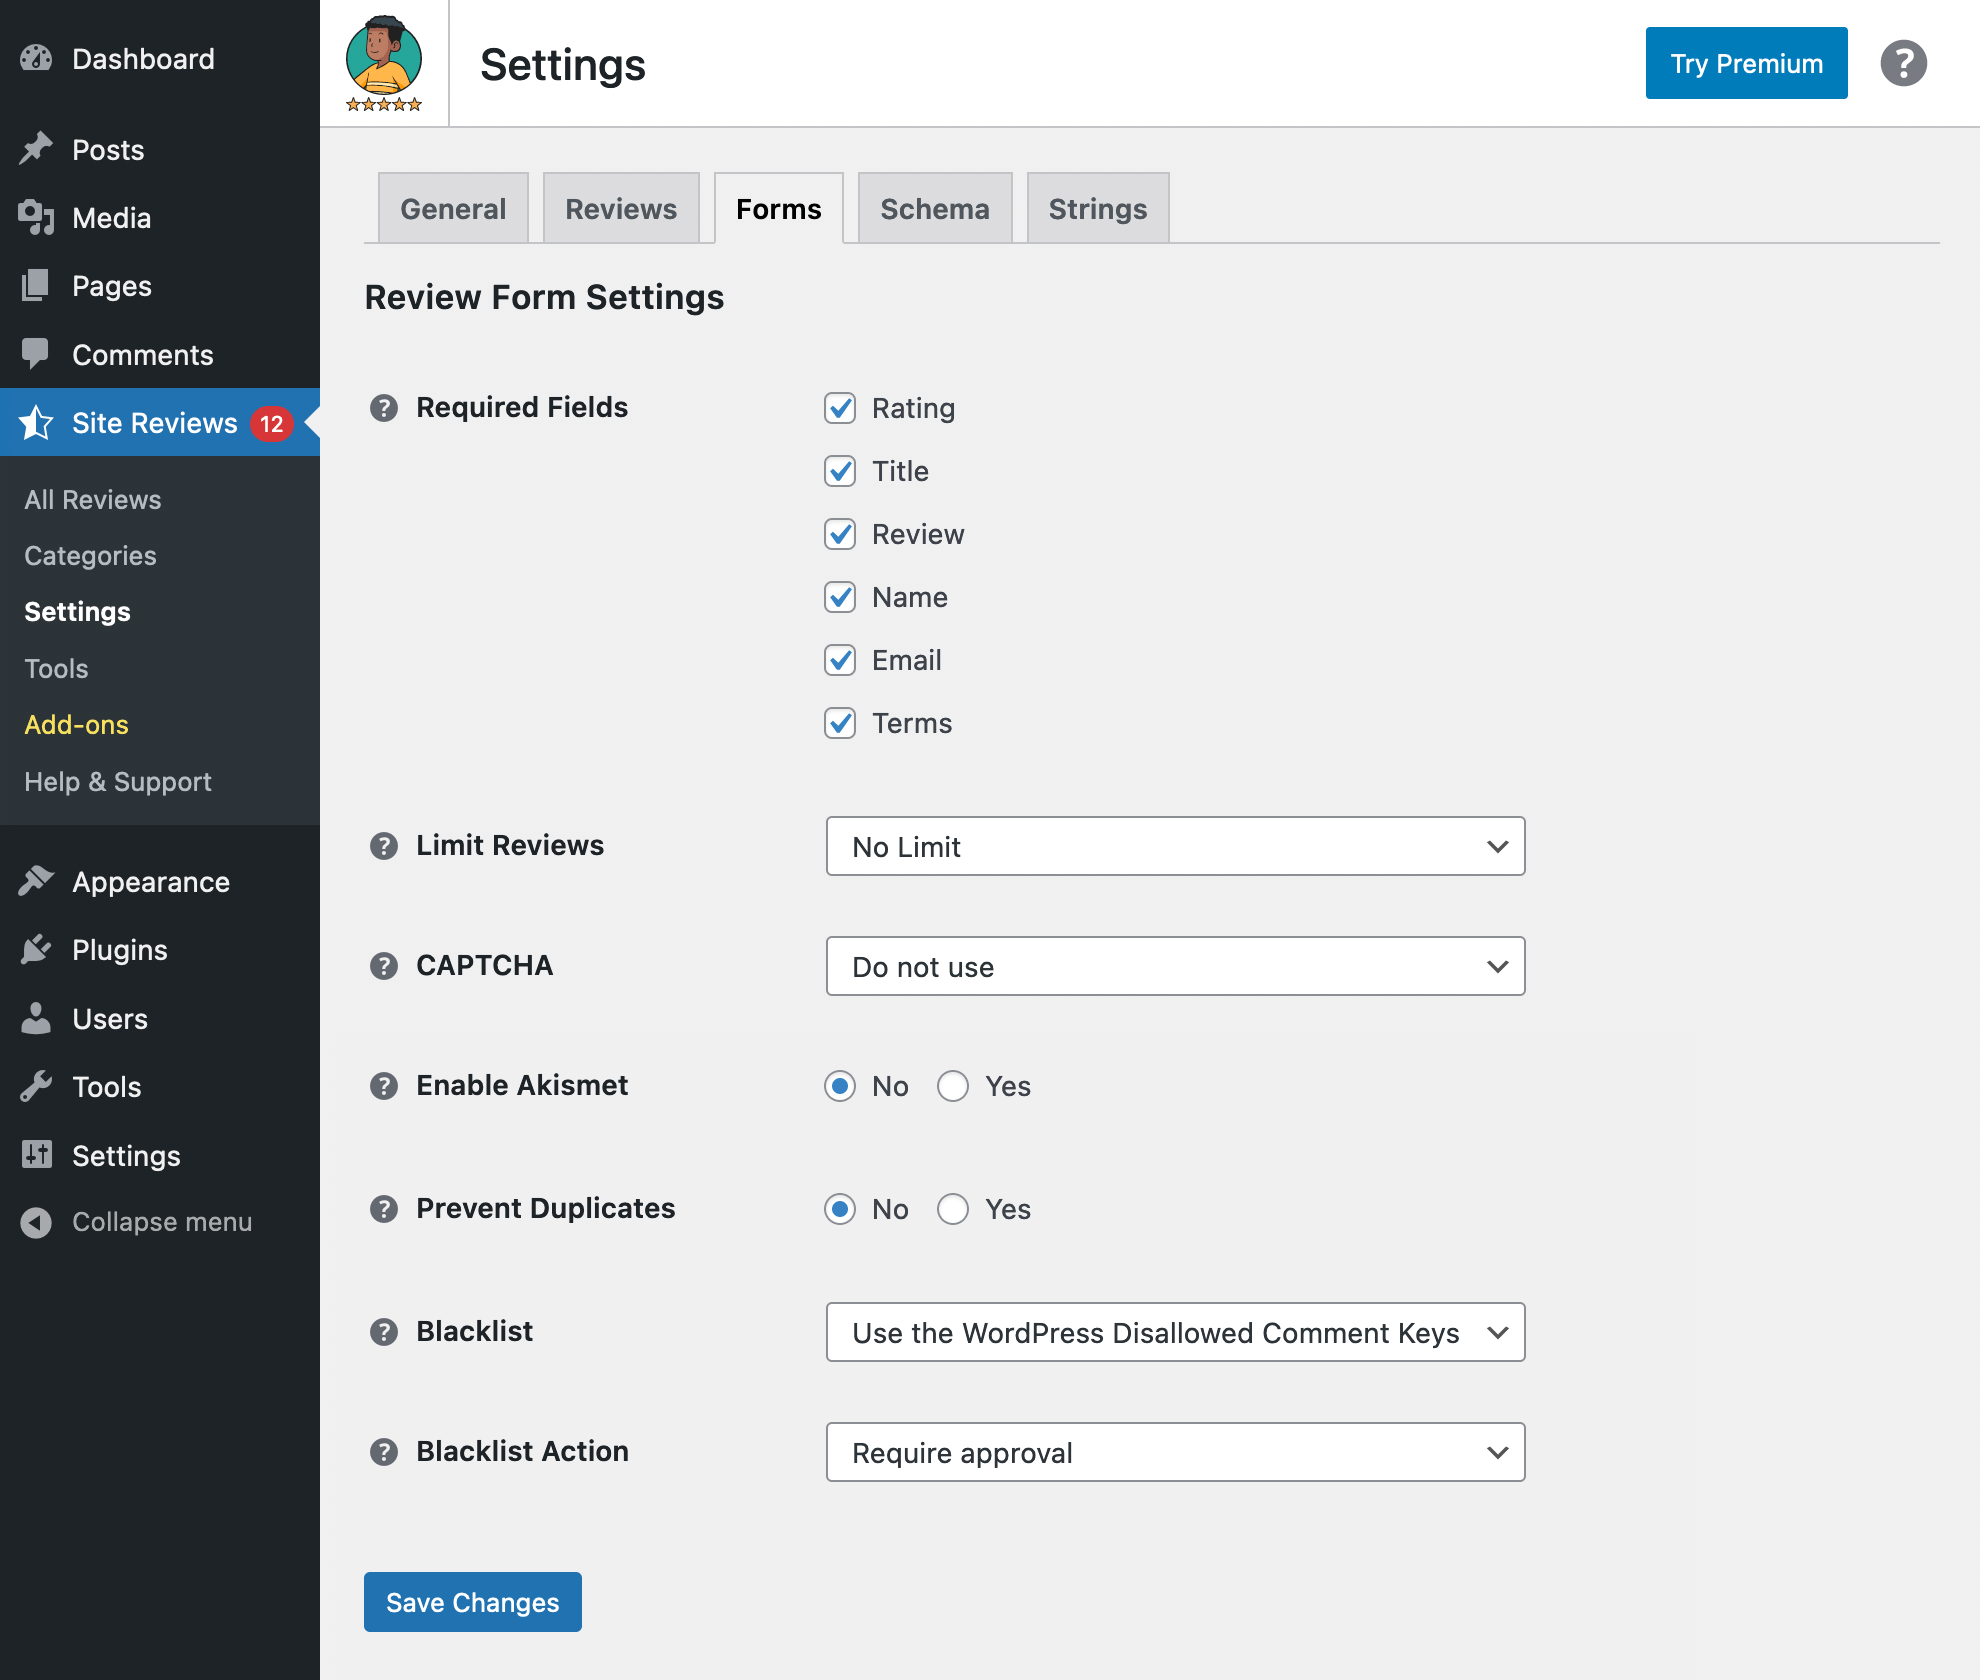 Dashboard
Posts
Media
Pages
Comments
Site Reviews 12
All Reviews
Categories
Settings
Tools
Add-ons
Help & Support
Appearance
Plugins
Users
Tools
Settings
Collapse menu
Settings
Try Premium
?
General Reviews Forms Schema Strings
Review Form Settings
? Required Fields
Rating
Title
Review
Name
Email
Terms
? Limit Reviews No Limit
? CAPTCHA Do not use
? Enable Akismet No Yes
? Prevent Duplicates No Yes
? Blacklist Use the WordPress Disallowed Comment Keys
? Blacklist Action Require approval
Save Changes